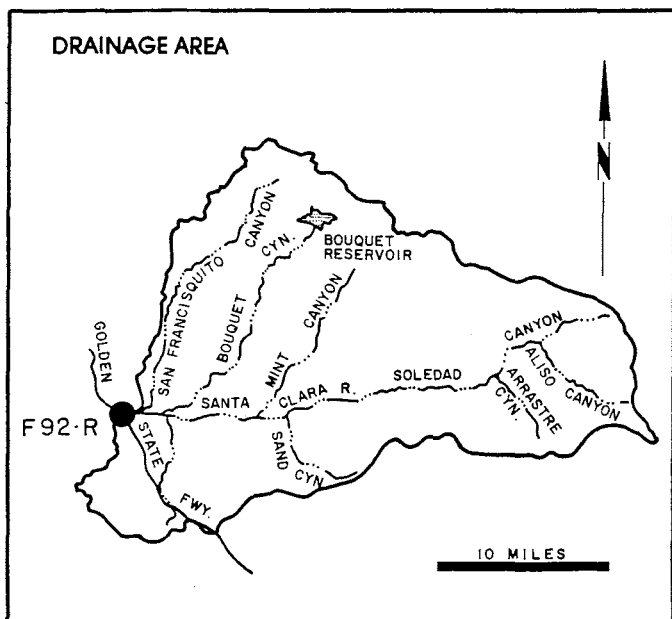 DRAINAGE AREA
N
SAN FRANCISQUITO CANYON
BOUQUET CYN.
BOUQUET
RESERVOIR
MINT CANYON
GOLDEN
STATE
FWY.
F92-R
SANTA CLARA R.
SOLEDAD
CANYON
ALISO CANYON
ARRASTRE
CYN.
SAND
CYN
10 MILES